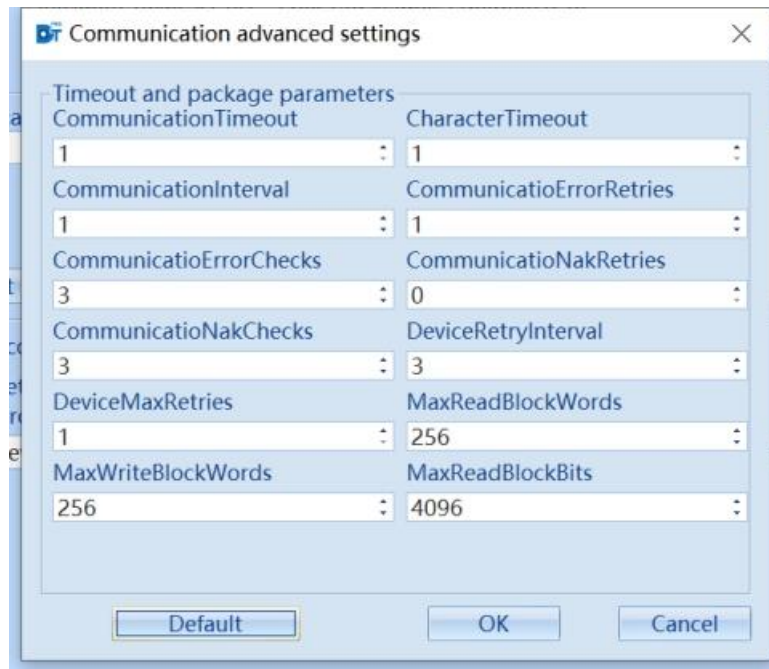 Communication advanced settings
Timeout and package parameters
CommunicationTimeout
CharacterTimeout
1
1
CommunicationInterval
CommunicatioErrorRetries
1
1
CommunicatioErrorChecks
CommunicatioNakRetries
3
0
CommunicatioNakChecks
DeviceRetryInterval
3
3
DeviceMaxRetries
MaxReadBlockWords
1
256
MaxWriteBlockWords
MaxReadBlockBits
256
4096
Default
OK
Cancel